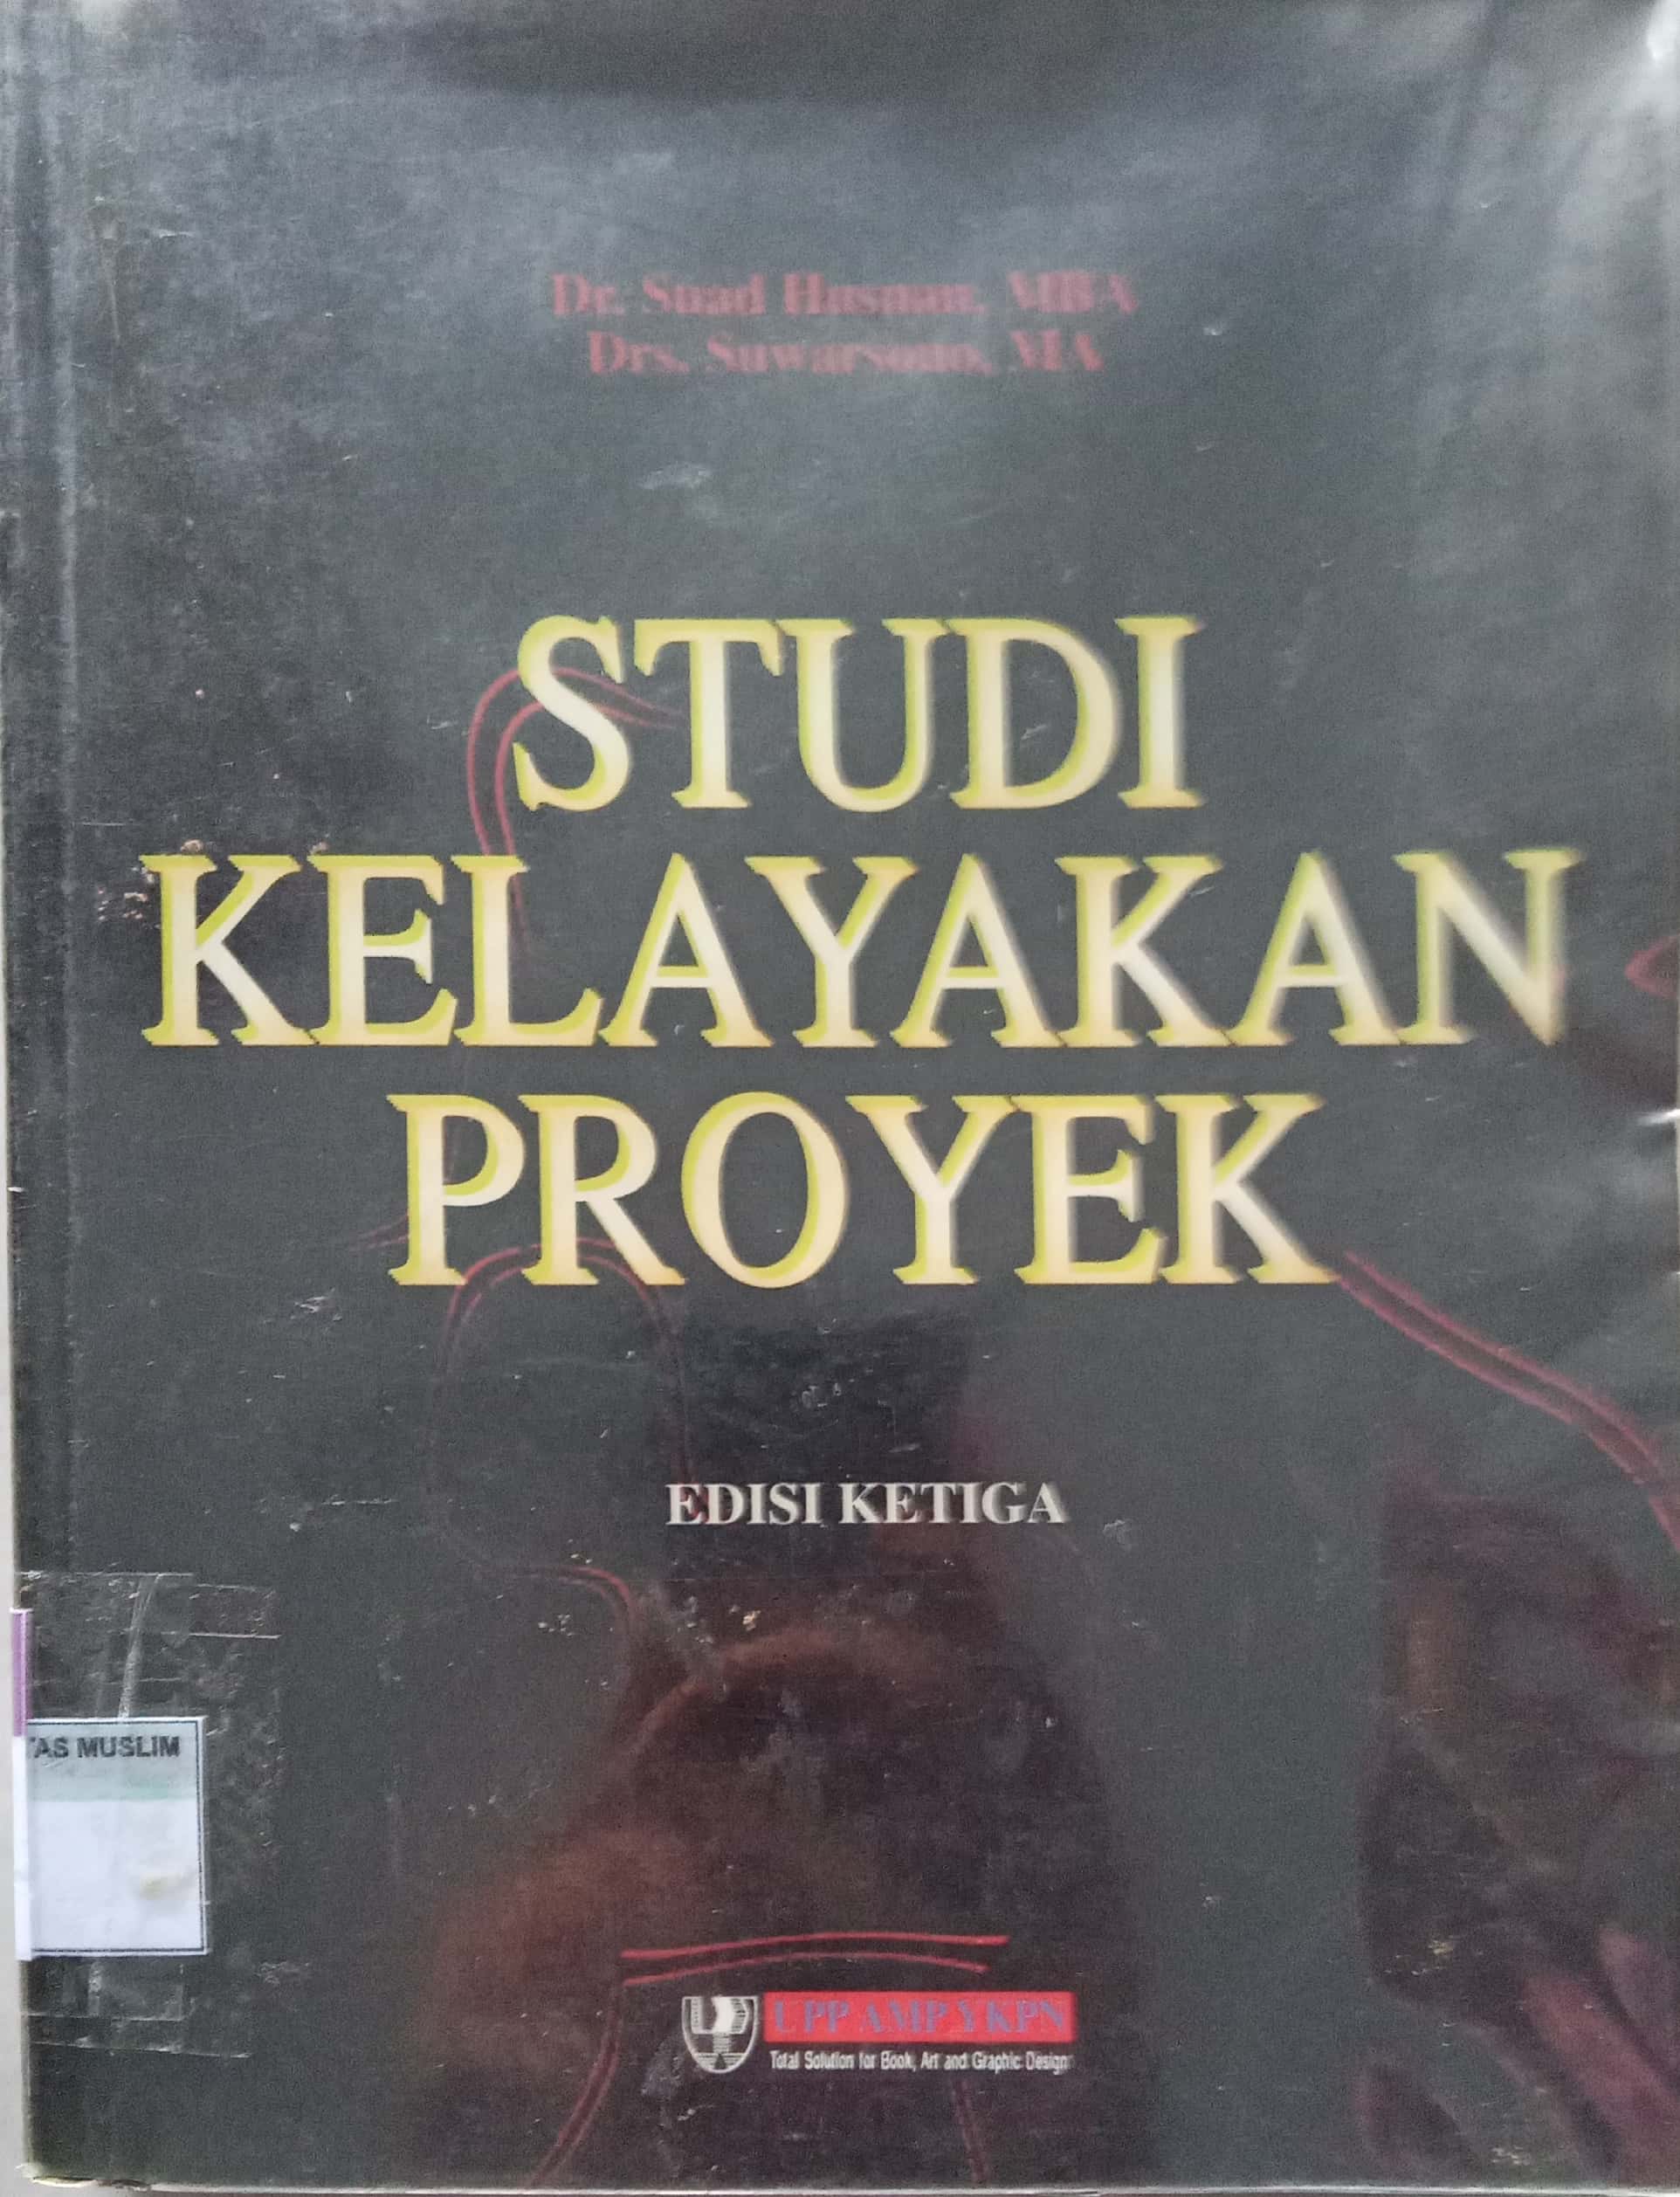 Dr. Suad Husnan, MBA
Drs. Suwarsono, MA
STUDI
KELAYAKAN
PROYEK
EDISI KETIGA
TAS MUSLIM
UPP AMP YKPN
Total Solution for Book, Art and Graphic Design